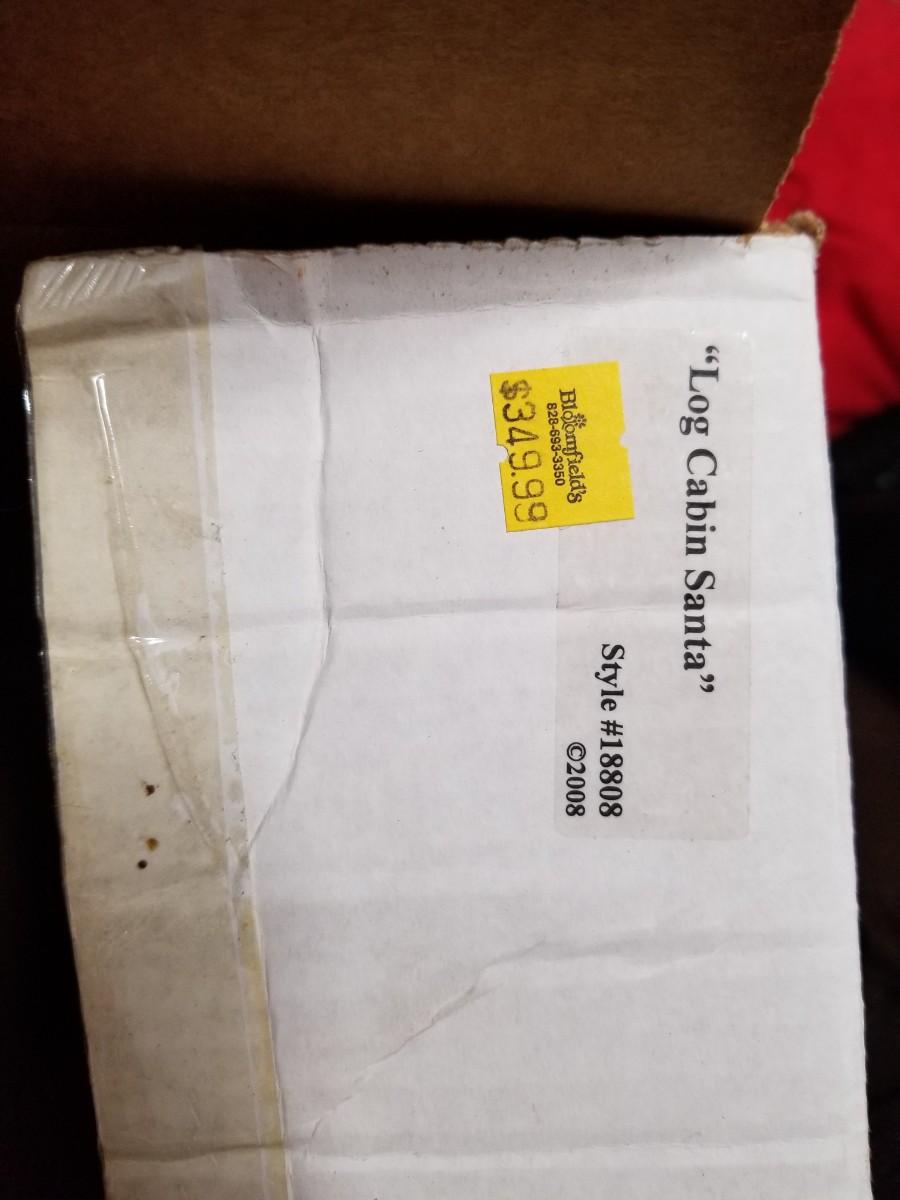 “Log Cabin Santa”
Style #18808
©2008
Bloomfield's
828-693-3350
$349.99